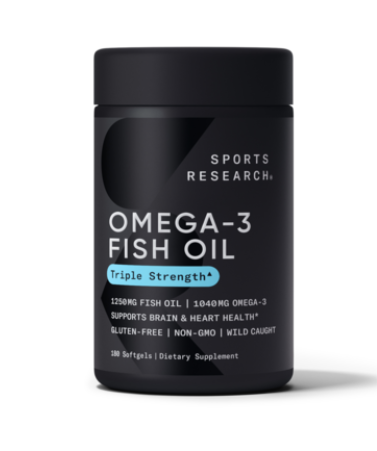 SPORTS
RESEARCH®
OMEGA-3
FISH OIL
Triple Strength▲
1250MG FISH OIL | 1040MG OMEGA-3
SUPPORTS BRAIN & HEART HEALTH*
GLUTEN-FREE | NON-GMO | WILD CAUGHT
180 Softgels | Dietary Supplement